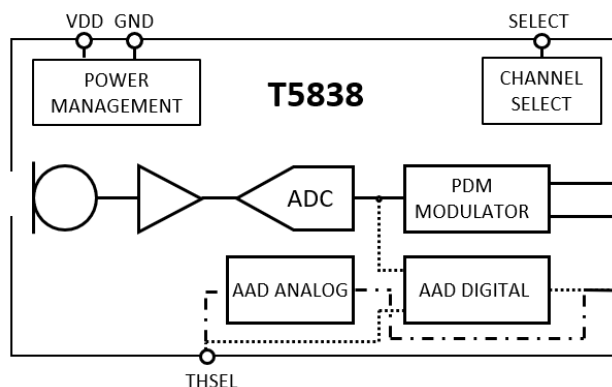 VDD GND SELECT
POWER
MANAGEMENT
T5838
CHANNEL
SELECT
ADC
PDM
MODULATOR
AAD ANALOG
AAD DIGITAL
THSEL